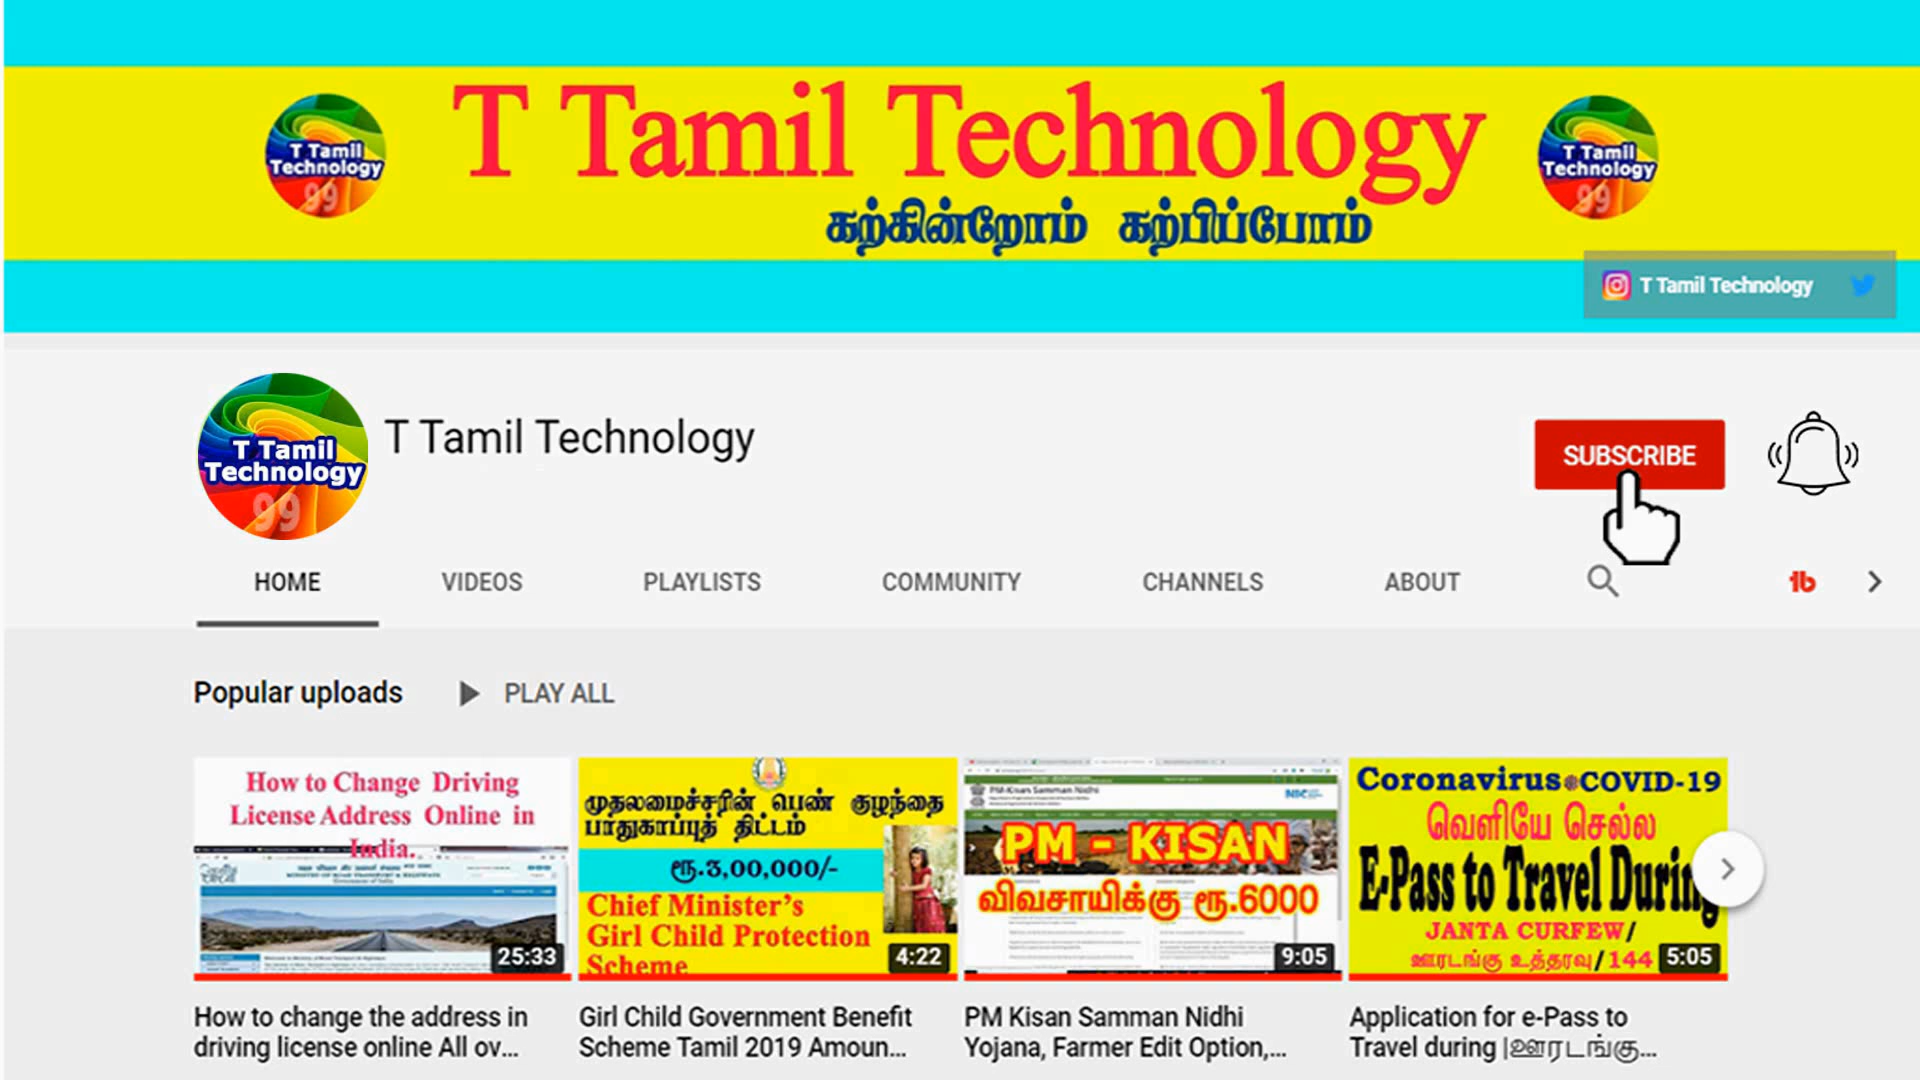 T Tamil Technology
கற்கின்றோம் கற்பிப்போம்
T Tamil
Technology
99
T Tamil
Technology
99
T Tamil Technology
T Tamil
Technology
99
T Tamil Technology
SUBSCRIBE
HOME VIDEOS PLAYLISTS COMMUNITY CHANNELS ABOUT
Popular uploads PLAY ALL
How to Change Driving
License Address Online in
India.
25:33
முதலமைச்சரின் பெண் குழந்தை
பாதுகாப்புத் திட்டம்
ரூ.3,00,000/-
Chief Minister's
Girl Child Protection
Scheme
4:22
PM-Kisan Samman Nidhi
NIC
PM - KISAN
விவசாயிக்கு ரூ.6000
9:05
Coronavirus COVID-19
வெளியே செல்ல
E-Pass to Travel During
JANTA CURFEW/
ஊரடங்கு உத்தரவு/144
5:05
How to change the address in
driving license online All ov...
Girl Child Government Benefit
Scheme Tamil 2019 Amoun...
PM Kisan Samman Nidhi
Yojana, Farmer Edit Option,...
Application for e-Pass to
Travel during |ஊரடங்கு...